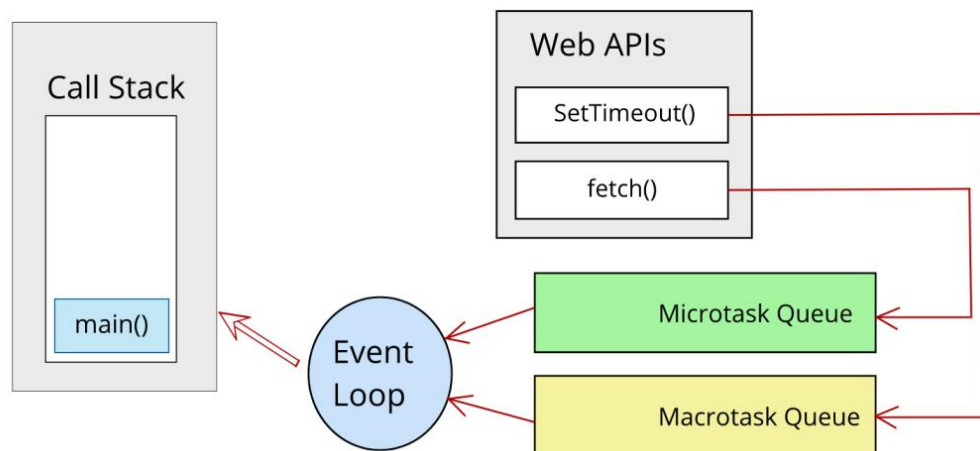 Call Stack
main()
Web APIs
SetTimeout()
fetch()
Event
Loop
Microtask Queue
Macrotask Queue